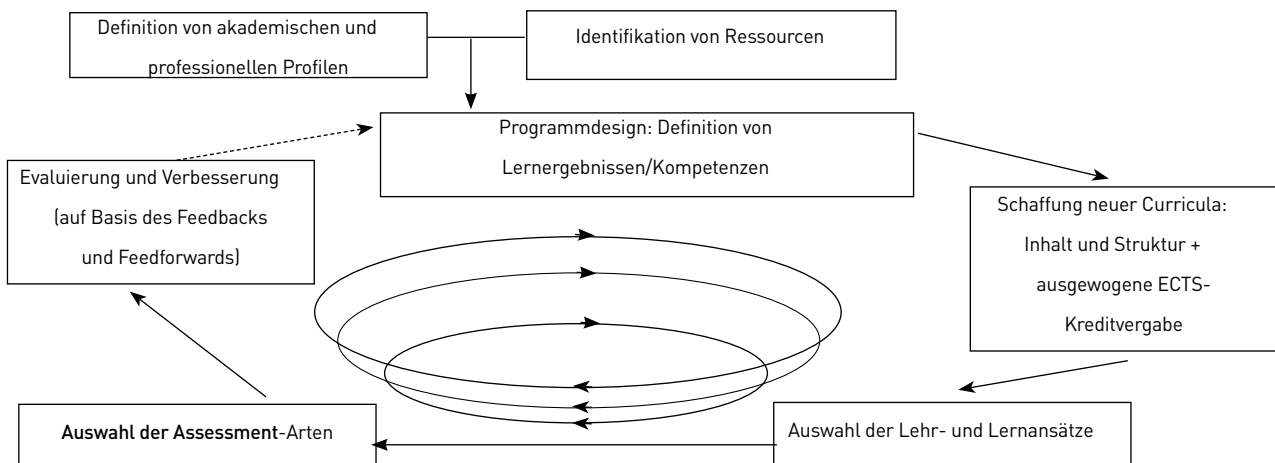 Definition von akademischen und
professionellen Profilen
Identifikation von Ressourcen
Programmdesign: Definition von
Lernergebnissen/Kompetenzen
Evaluierung und Verbesserung
(auf Basis des Feedbacks
und Feedforwards)
Schaffung neuer Curricula:
Inhalt und Struktur +
ausgewogene ECTS-
Kreditvergabe
Auswahl der Assessment-Arten
Auswahl der Lehr- und Lernansätze